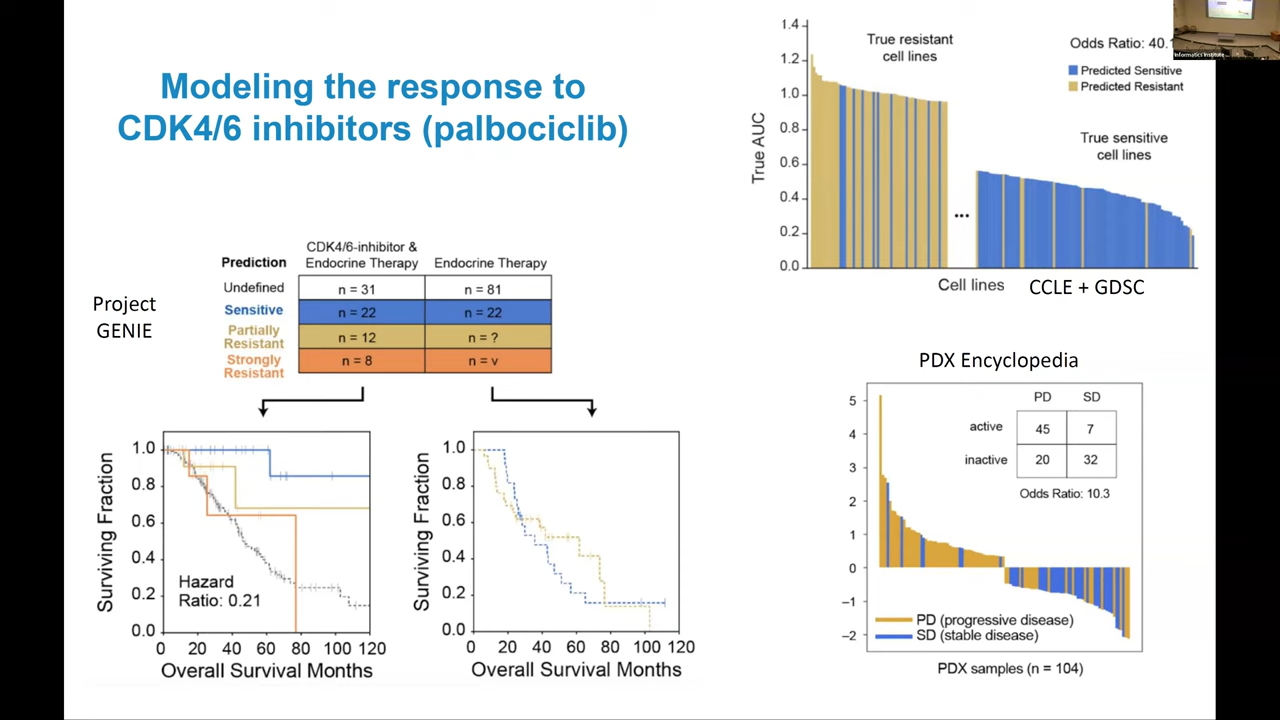 Modeling the response to
CDK4/6 inhibitors (palbociclib)
Project
GENIE
Prediction
CDK4/6-inhibitor &
Endocrine Therapy
Endocrine Therapy
Undefined
n = 31
n = 81
Sensitive
n = 22
n = 22
Partially
Resistant
n = 12
n = ?
Strongly
Resistant
n = 8
n = v
Surviving Fraction
1.0
0.8
0.6
0.4
0.2
0.0
Hazard
Ratio: 0.21
0 20 40 60 80 100 120
Overall Survival Months
Surviving Fraction
1.0
0.8
0.6
0.4
0.2
0.0
0 20 40 60 80 100 120
Overall Survival Months
True AUC
1.4
1.2
1.0
0.8
0.6
0.4
0.2
0.0
True resistant
cell lines
Odds Ratio: 40.
Predicted Sensitive
Predicted Resistant
True sensitive
cell lines
...
Cell lines
CCLE + GDSC
Informatics Institute
PDX Encyclopedia
5
4
3
2
1
0
−1
−2
PD SD
active 45 7
inactive 20 32
Odds Ratio: 10.3
PD (progressive disease)
SD (stable disease)
PDX samples (n = 104)